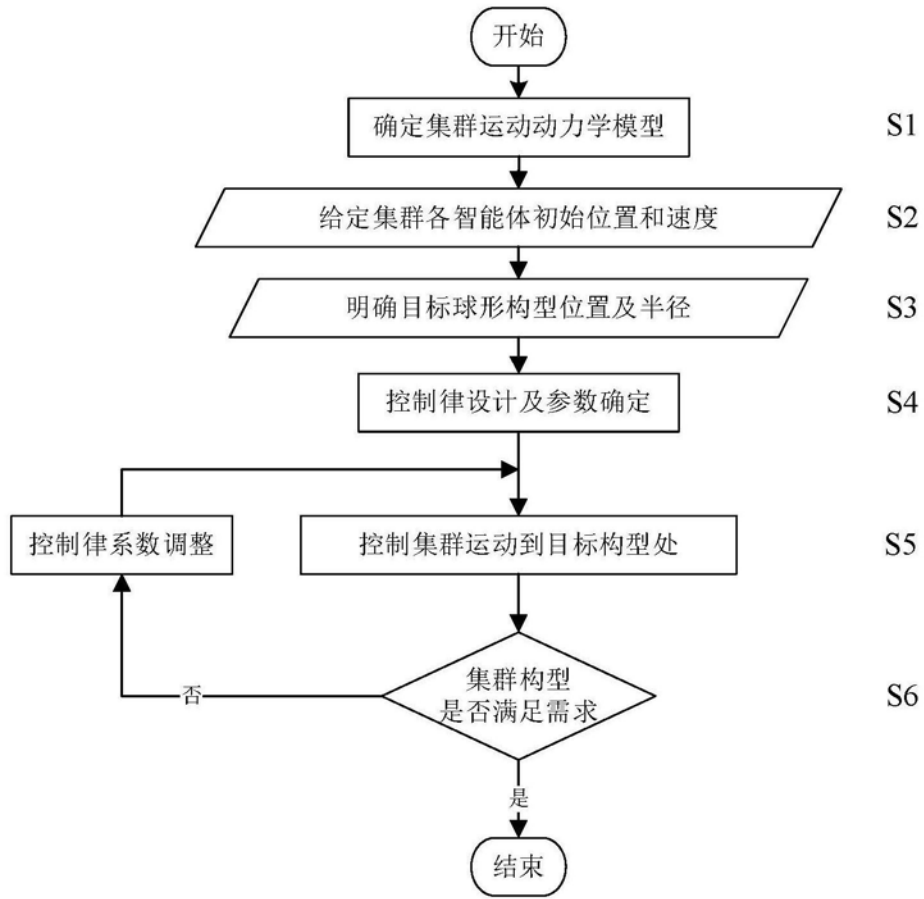 开始
确定集群运动动力学模型
S1
给定集群各智能体初始位置和速度
S2
明确目标球形构型位置及半径
S3
控制律设计及参数确定
S4
控制律系数调整
控制集群运动到目标构型处
S5
集群构型
是否满足需求
否
S6
是
结束